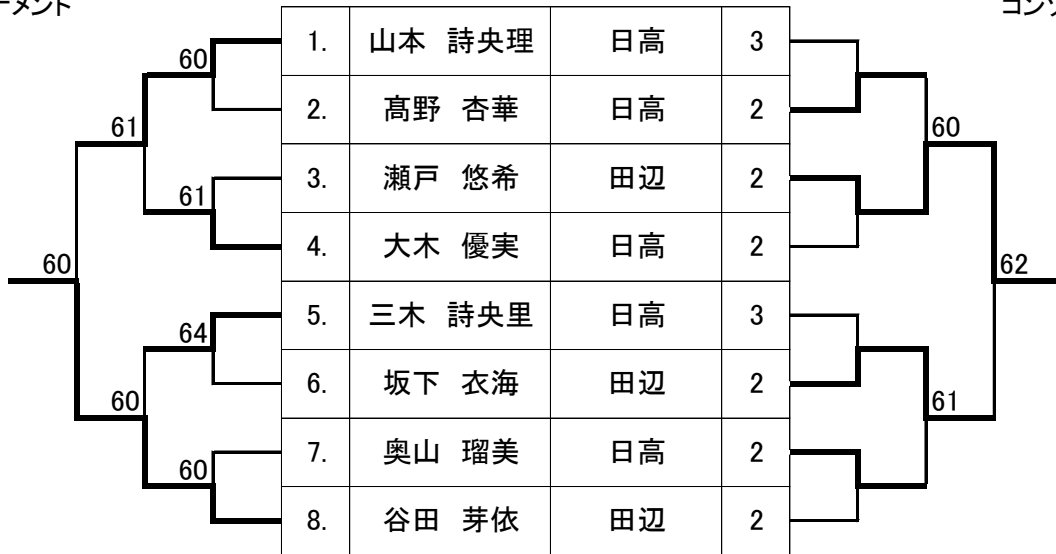 ーメント
コンソ
1. 山本 詩央理 日高 3
60
2. 髙野 杏華 日高 2
61 60
3. 瀬戸 悠希 田辺 2
61
4. 大木 優実 日高 2
60 62
5. 三木 詩央里 日高 3
64
6. 坂下 衣海 田辺 2
60 61
7. 奥山 瑠美 日高 2
60
8. 谷田 芽依 田辺 2